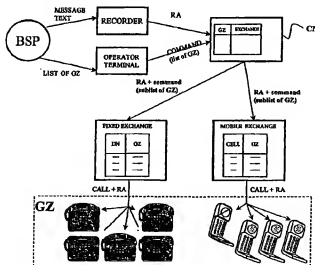 MESSAGE
TEXT
RECORDER
RA
BSP
LIST OF GZ
OPERATOR
TERMINAL
COMMAND
(list of GZ)
GZ
EXCHANGE
RA + command
(sublist of GZ)
RA + command
(sublist of GZ)
FIXED EXCHANGE
DN
GZ
MOBILE EXCHANGE
CELL
GZ
CALL + RA
CALL + RA
GZ